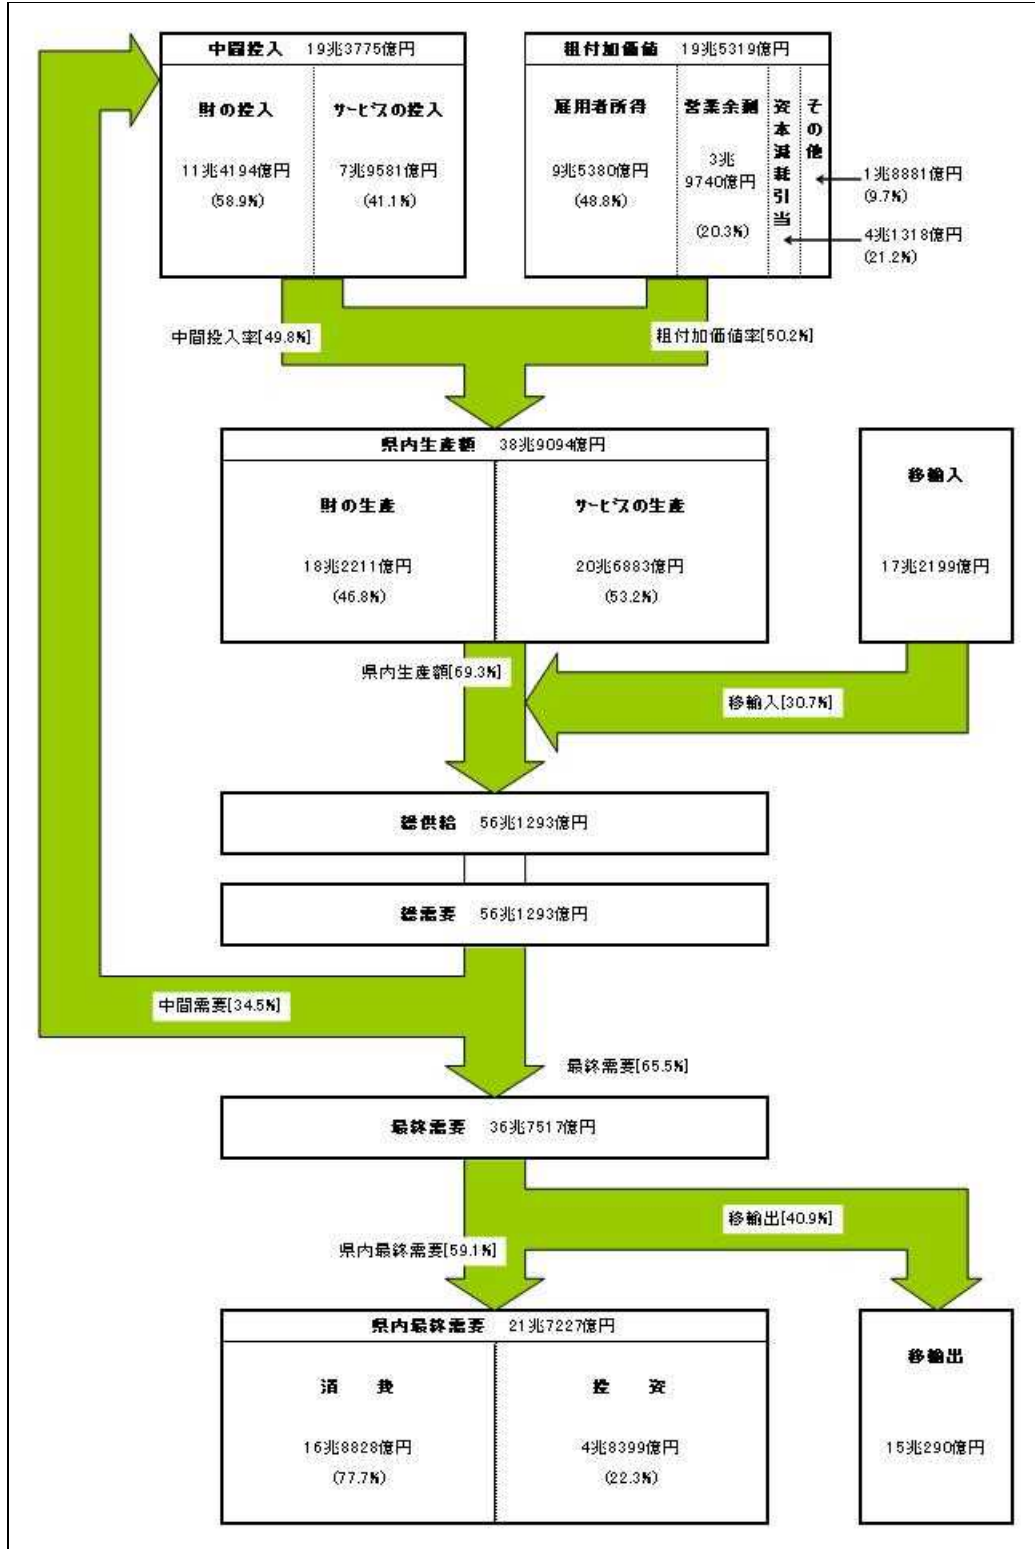 中間投入 19兆3775億円
財の投入
11兆4194億円
(58.9%)
サービスの投入
7兆9581億円
(41.1%)
粗付加価値 19兆5319億円
雇用者所得
9兆5380億円
(48.8%)
営業余剰
3兆
9740億円
(20.3%)
資本減耗引当
その他
1兆8881億円
(9.7%)
4兆1318億円
(21.2%)
中間投入率[49.8%]
粗付加価値率[50.2%]
県内生産額 38兆9094億円
財の生産
18兆2211億円
(46.8%)
サービスの生産
20兆6883億円
(53.2%)
移輸入
17兆2199億円
県内生産額[69.3%]
移輸入[30.7%]
総供給 56兆1293億円
総需要 56兆1293億円
中間需要[34.5%]
最終需要[65.5%]
最終需要 36兆7517億円
移輸出[40.9%]
県内最終需要[59.1%]
県内最終需要 21兆7227億円
消 費
16兆8828億円
(77.7%)
投 資
4兆8399億円
(22.3%)
移輸出
15兆290億円